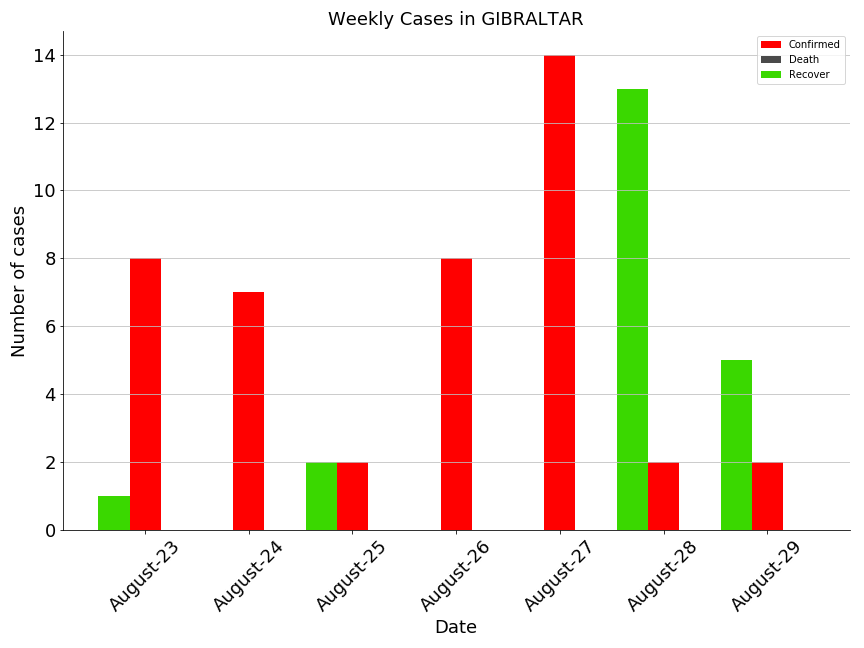 Weekly Cases in GIBRALTAR
Confirmed
Death
Recover
Number of cases
14
12
10
8
6
4
2
0
August-23
August-24
August-25
August-26
August-27
August-28
August-29
Date